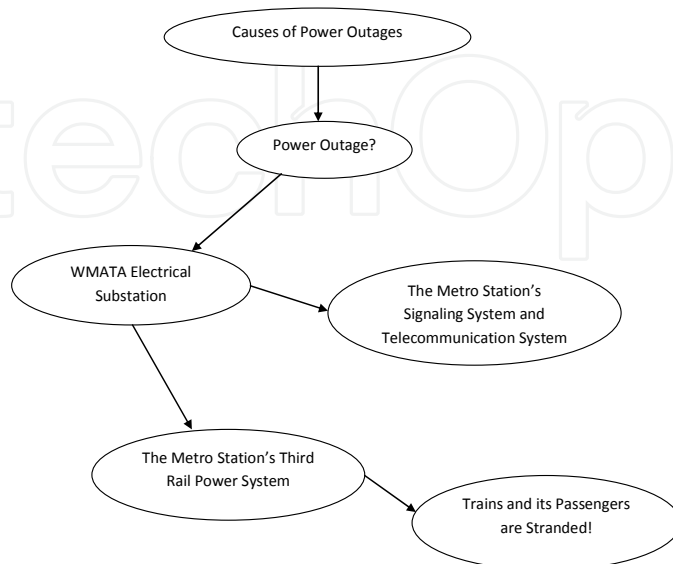 Causes of Power Outages
Power Outage?
WMATA Electrical
Substation
The Metro Station’s
Signaling System and
Telecommunication System
The Metro Station’s Third
Rail Power System
Trains and its Passengers
are Stranded!
techOp